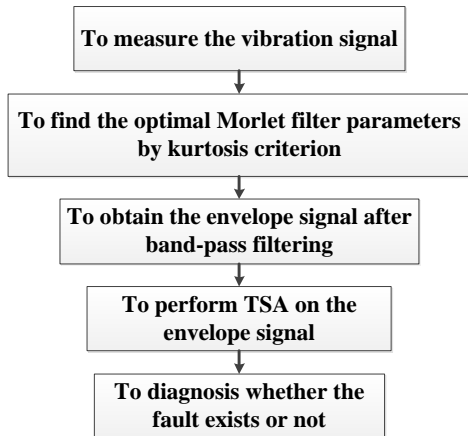 To measure the vibration signal
To find the optimal Morlet filter parameters
by kurtosis criterion
To obtain the envelope signal after
band-pass filtering
To perform TSA on the
envelope signal
To diagnosis whether the
fault exists or not